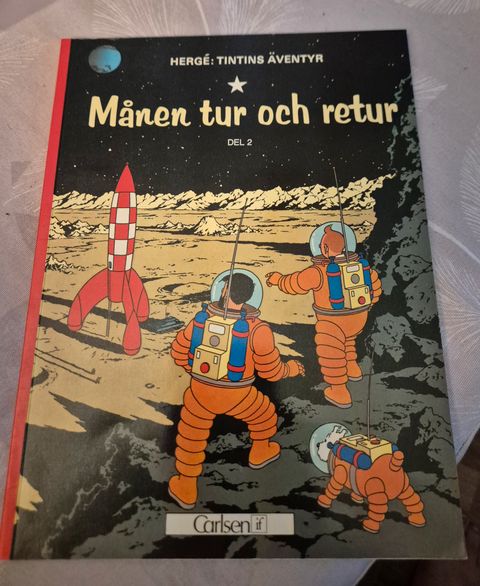 HERGÉ: TINTINS ÄVENTYR
Månen tur och retur
DEL 2
Carlsen if